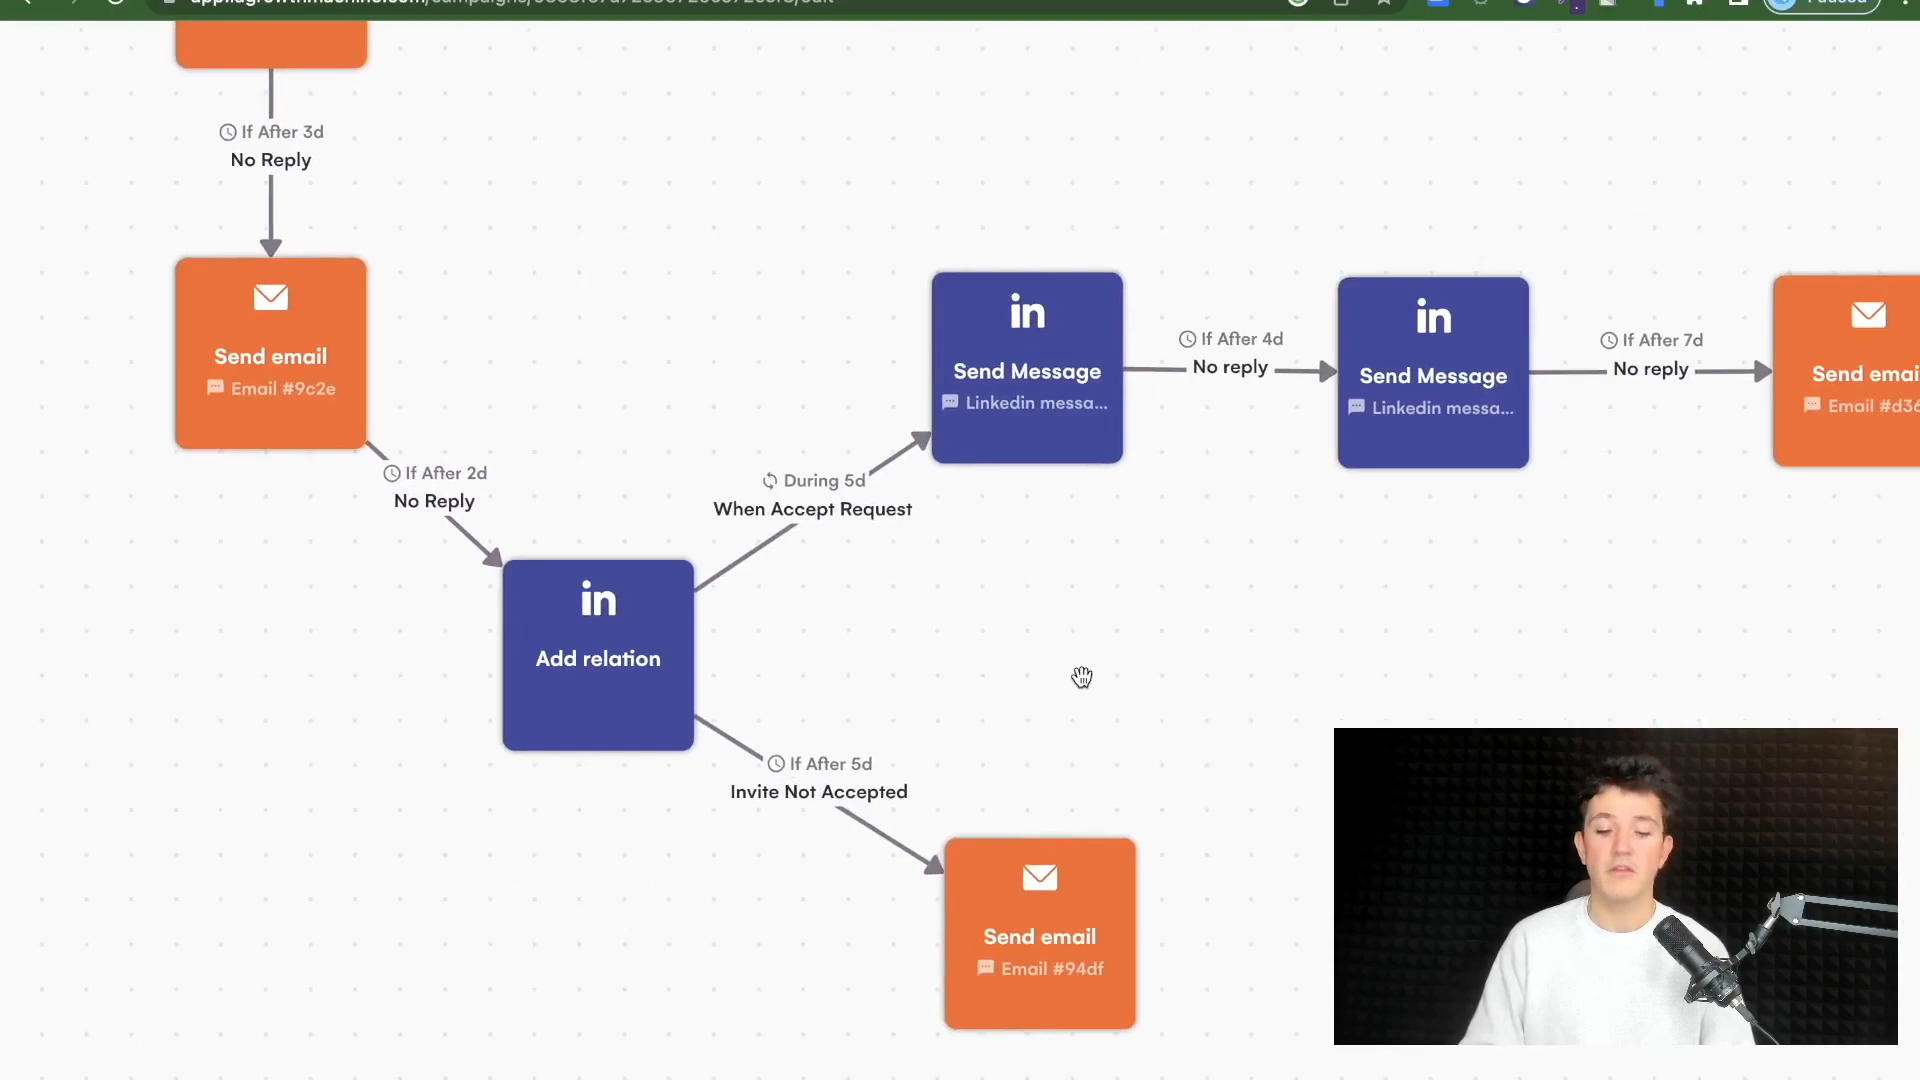 If After 3d
No Reply
Send email
Email #9c2e
If After 2d
No Reply
in
Add relation
During 5d
When Accept Request
in
Send Message
Linkedin messa...
If After 4d
No reply
in
Send Message
Linkedin messa...
If After 7d
No reply
Send emai
Email #d36
If After 5d
Invite Not Accepted
Send email
Email #94df